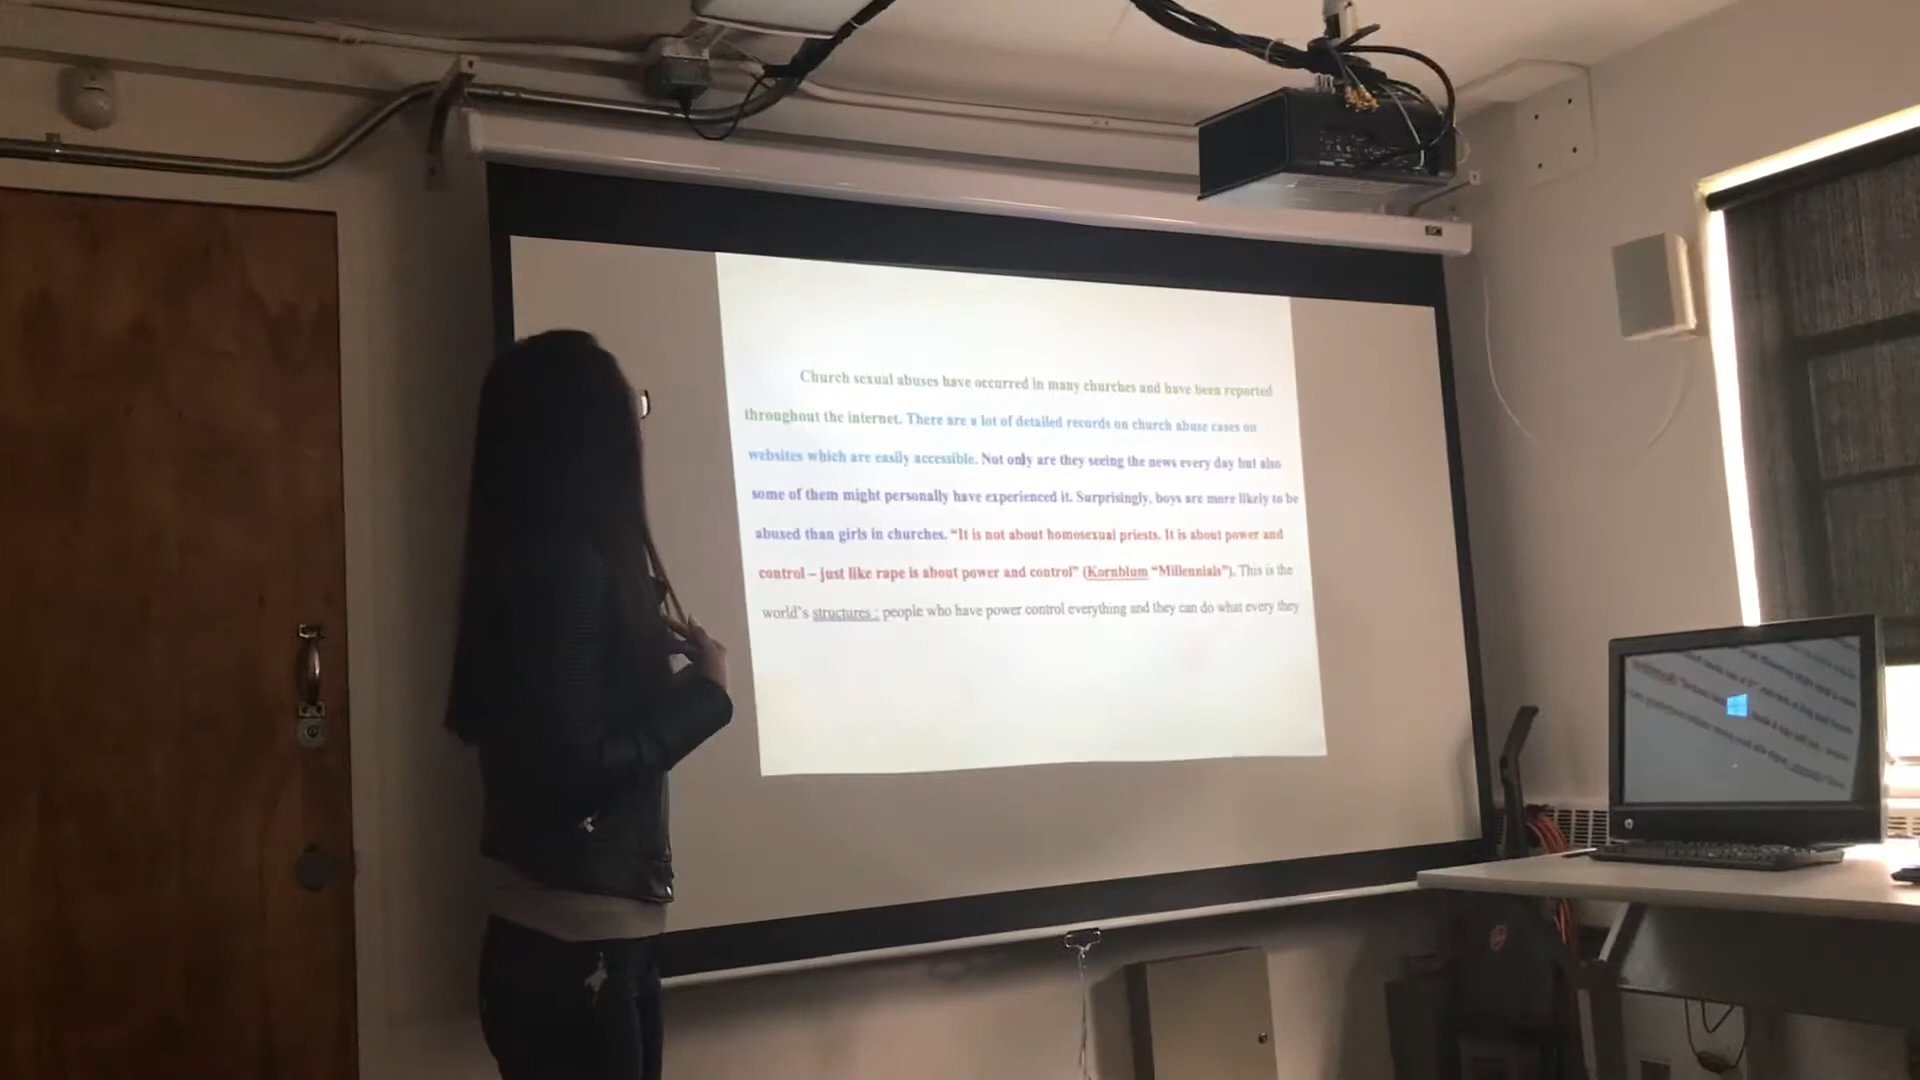 Church sexual abuses have occurred in many churches and have been reported
throughout the internet. There are a lot of detailed records on church abuse cases on
websites which are easily accessible. Not only are they seeing the news every day but also
some of them might personally have experienced it. Surprisingly, boys are more likely to be
abused than girls in churches. “It is not about homosexual priests. It is about power and
control – just like rape is about power and control” (Kornblum “Millennials”). This is the
world’s structures : people who have power control everything and they can do what every they